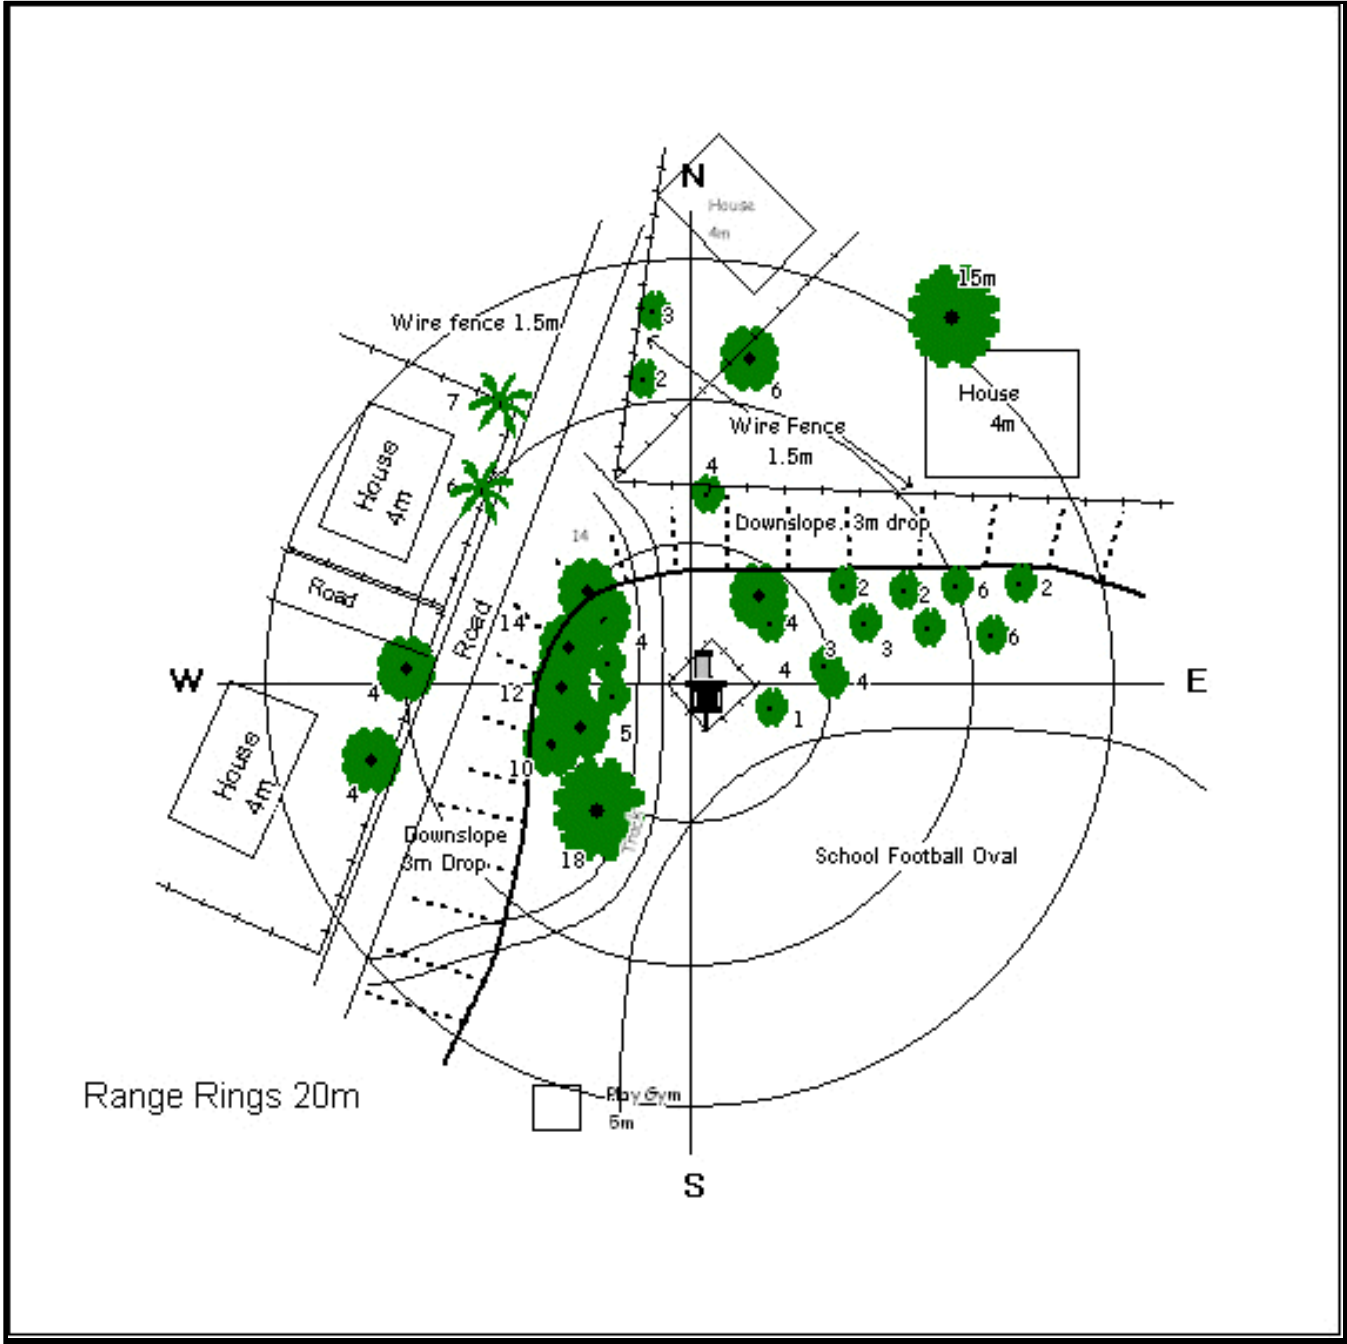 N
House
4m
15m
3
Wire fence 1.5m
2
6
7
House
4m
Wire Fence
1.5m
House
4m
4
6
Downslope. 3m drop
14
Road
2
2
6
2
14
4
4
3
3
6
Road
W
4
12
4
4
E
1
5
House
4m
4
10
Downslope
3m Drop
Track
18
School Football Oval
Range Rings 20m
Play Gym
5m
S